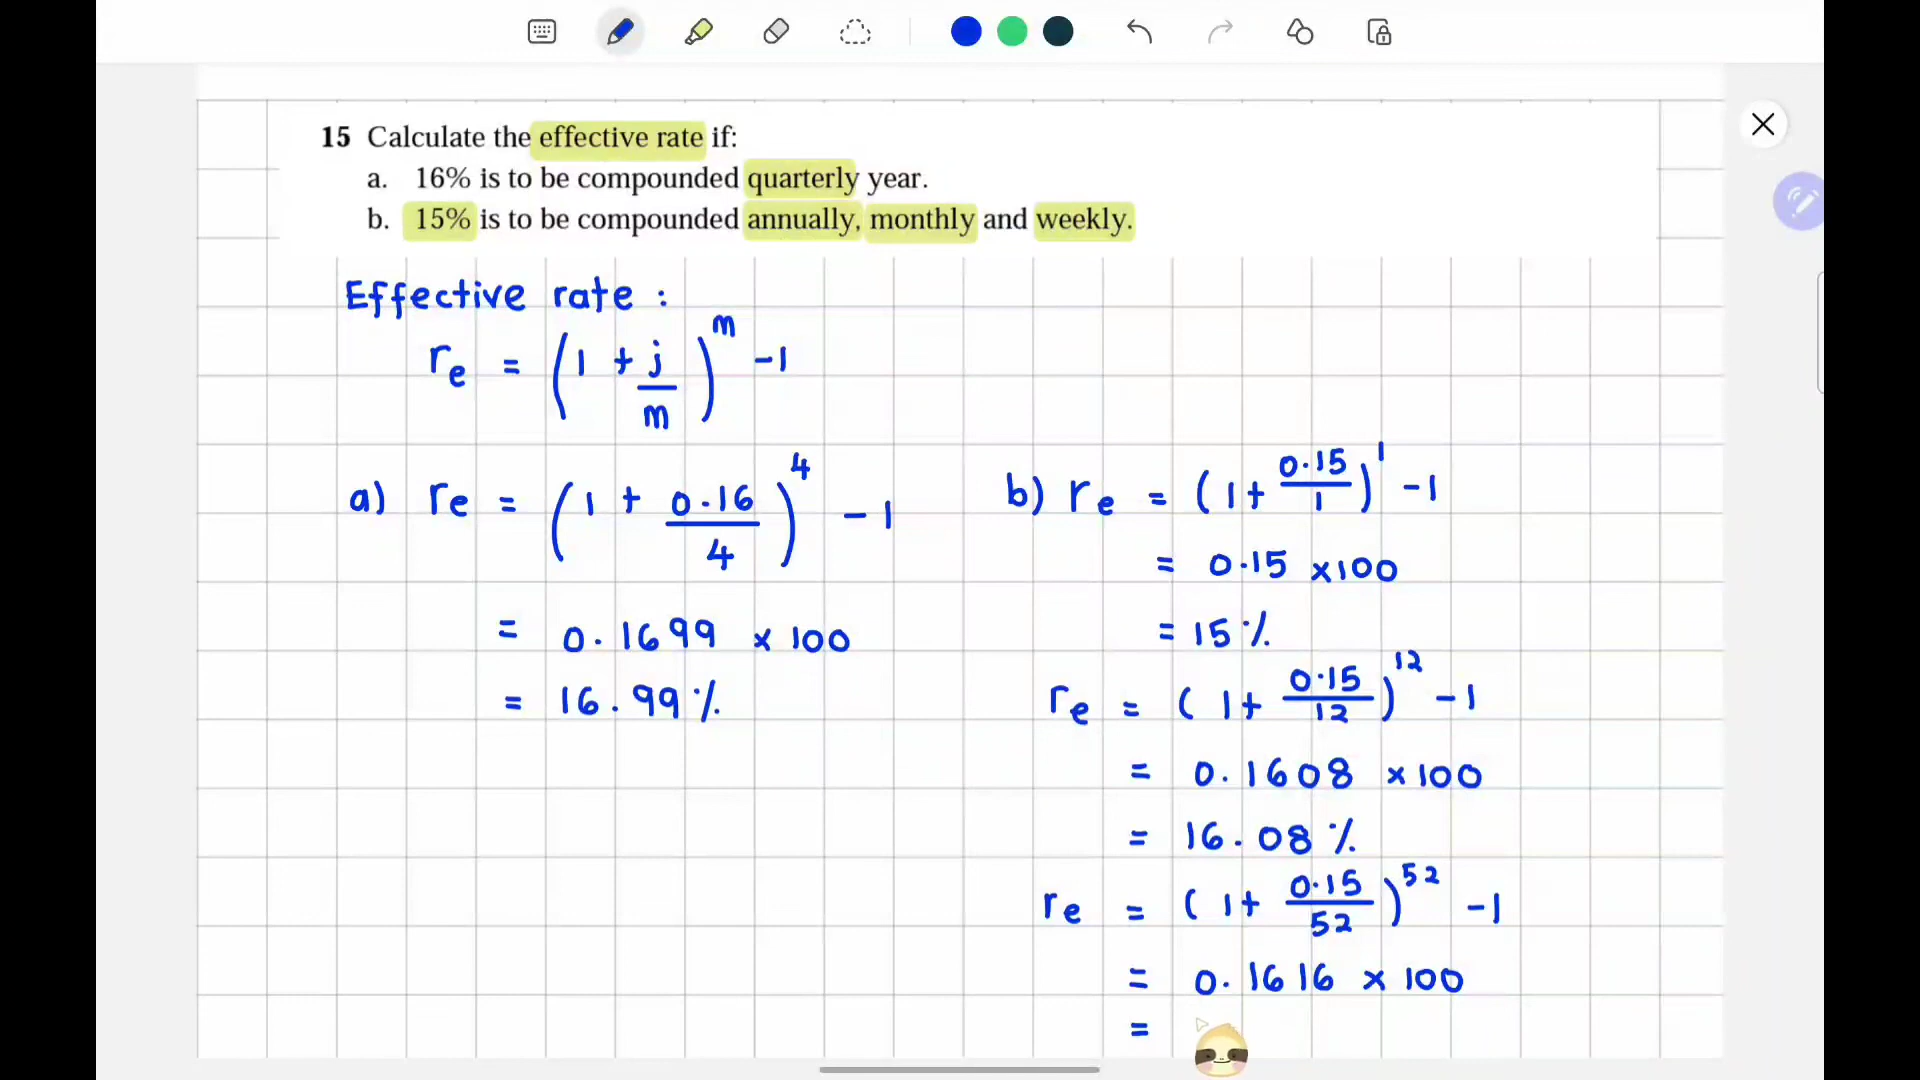 15 Calculate the effective rate if:
a. 16% is to be compounded quarterly year.
b. 15% is to be compounded annually, monthly and weekly.
Effective rate :
re = (1 + j/m)^m - 1
a) re = (1 + 0.16/4)^4 - 1
= 0.1699 x 100
= 16.99 %
b) re = (1 + 0.15/1)^1 - 1
= 0.15 x 100
= 15 %
re = (1 + 0.15/12)^12 - 1
= 0.1608 x 100
= 16.08 %
re = (1 + 0.15/52)^52 - 1
= 0.1616 x 100
=